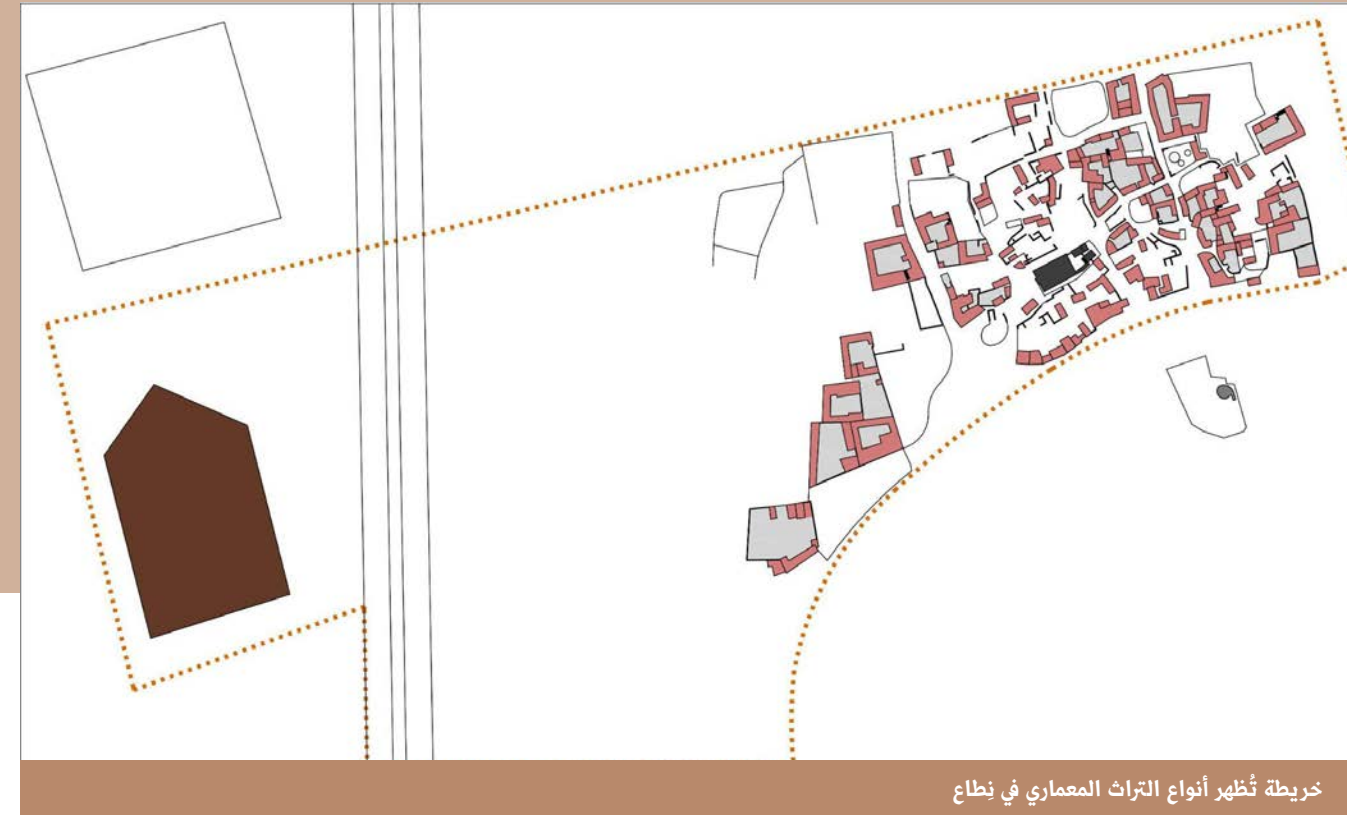 خريطة تُظهر أنواع التراث المعماري في نِطاع